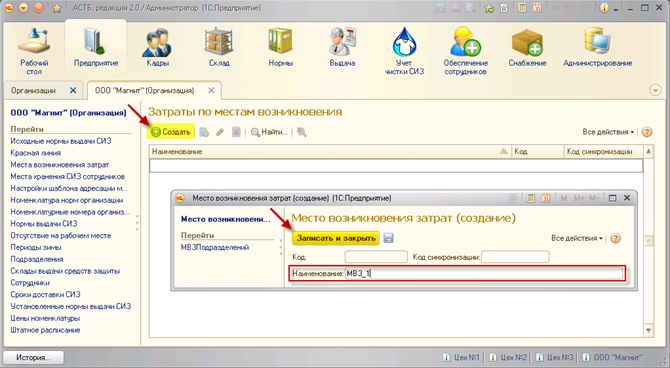 АСТБ, редакция 2.0 / Администратор (1С:Предприятие)
M M+ M-
Рабочий стол
Предприятие
Кадры
Склад
Нормы
Выдача
Учет чистки СИЗ
Обеспечение сотрудников
Снабжение
Администрирование
Организации
ООО "Магнит" (Организация)
ООО "Магнит" (Организация)
Перейти
Исходные нормы выдачи СИЗ
Красная линия
Места возникновения затрат
Места хранения СИЗ сотрудников
Настройки шаблона адресации м...
Номенклатура норм организации
Номенклатурные номера организ...
Нормы выдачи СИЗ
Отсутствие на рабочем месте
Периоды зимы
Подразделения
Склады выдачи средств защиты
Сотрудники
Сроки доставки СИЗ
Установленные нормы выдачи СИЗ
Цены номенклатуры
Штатное расписание
Затраты по местам возникновения
Создать
Найти...
Все действия
Наименование
Код
Код синхронизации
Место возникновения затрат (создание) (1С:Предприятие)
M M+ M-
Место возникновени...
Перейти
МВЗПодразделений
Место возникновения затрат (создание)
Записать и закрыть
Все действия
Код:
Код синхронизации:
Наименование: МВЗ_1
История...
Цех №1
Цех №2
Цех №3
ООО "Магнит"